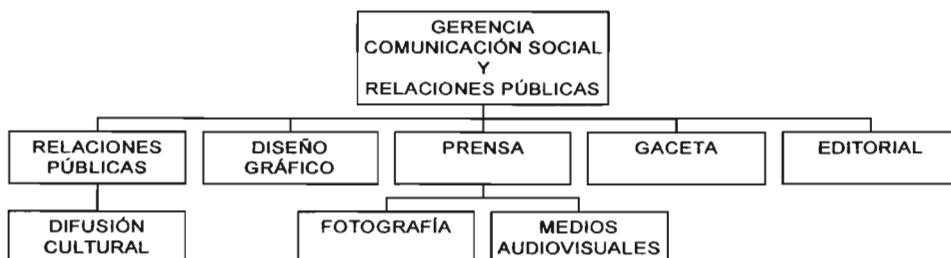 GERENCIA
COMUNICACIÓN SOCIAL
Y
RELACIONES PÚBLICAS
RELACIONES
PÚBLICAS
DISEÑO
GRÁFICO
PRENSA
GACETA
EDITORIAL
DIFUSIÓN
CULTURAL
FOTOGRAFÍA
MEDIOS
AUDIOVISUALES